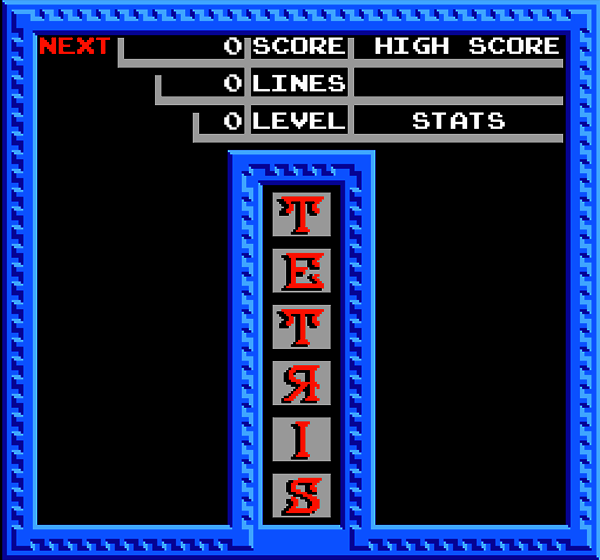 NEXT 0 SCORE HIGH SCORE
0 LINES
0 LEVEL STATS
T
E
T
Я
I
S